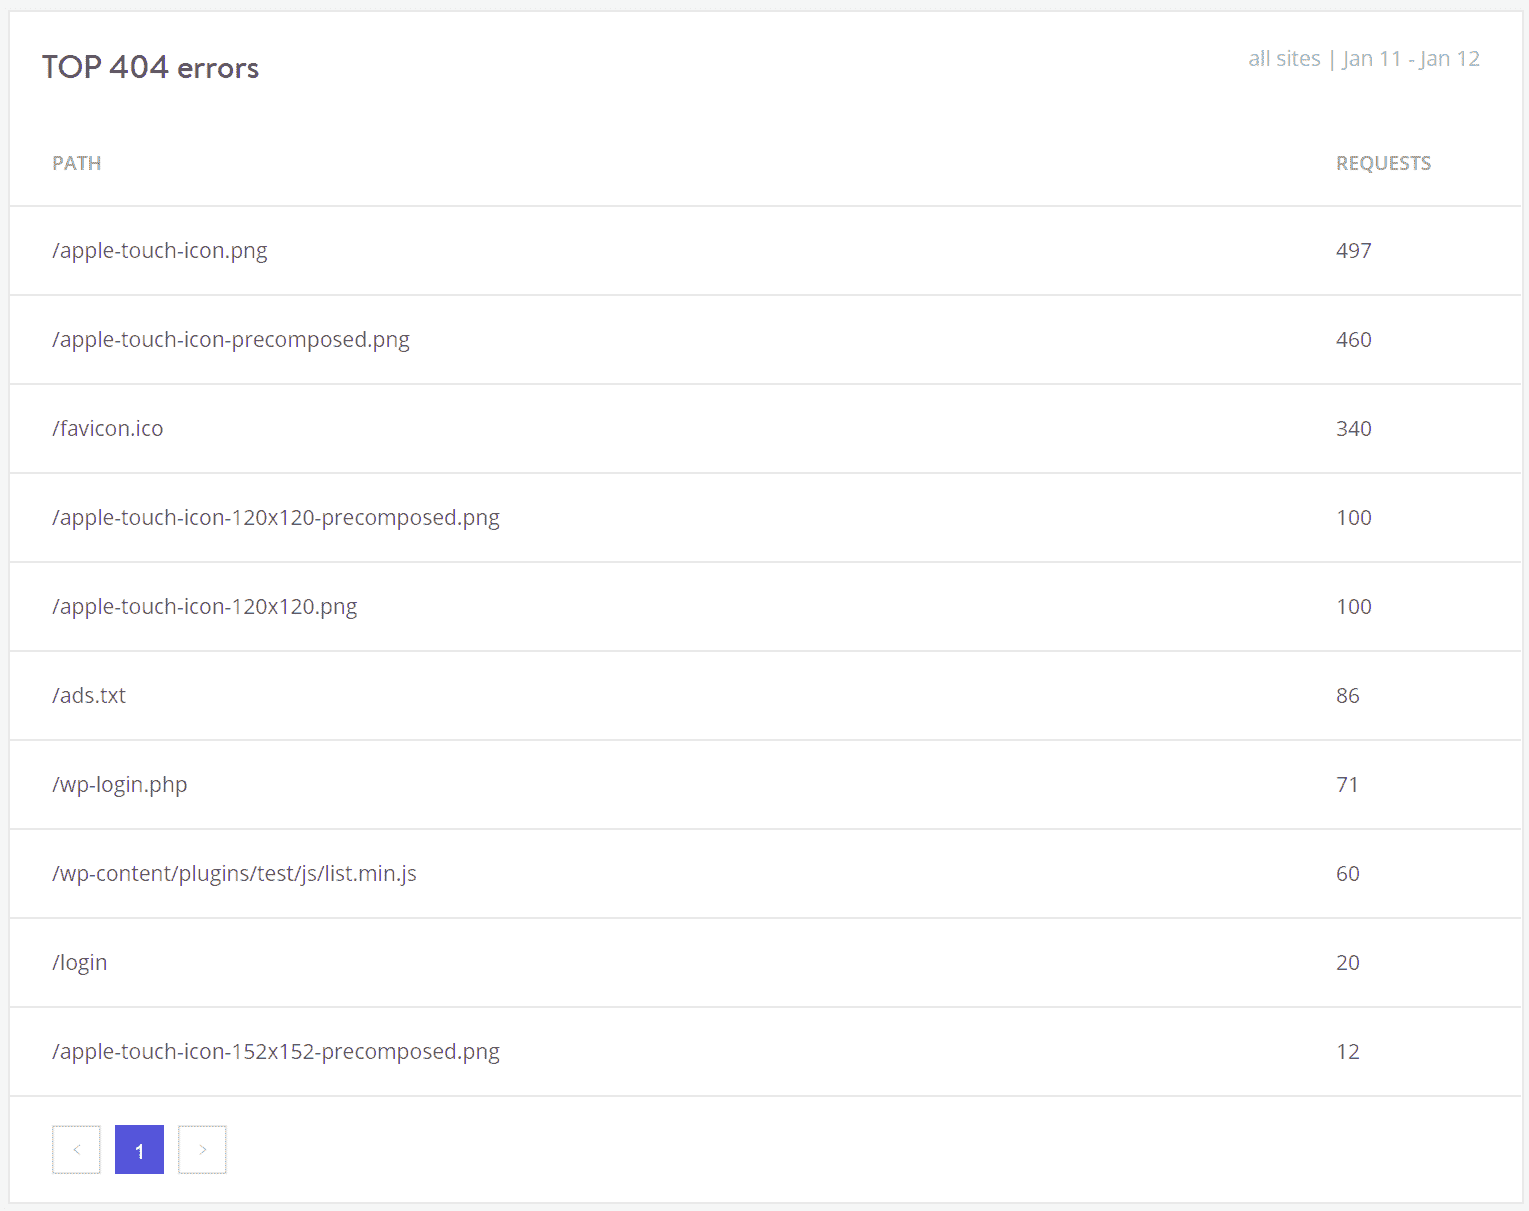 TOP 404 errors
all sites | Jan 11 - Jan 12
PATH REQUESTS
/apple-touch-icon.png 497
/apple-touch-icon-precomposed.png 460
/favicon.ico 340
/apple-touch-icon-120x120-precomposed.png 100
/apple-touch-icon-120x120.png 100
/ads.txt 86
/wp-login.php 71
/wp-content/plugins/test/js/list.min.js 60
/login 20
/apple-touch-icon-152x152-precomposed.png 12
< 1 >